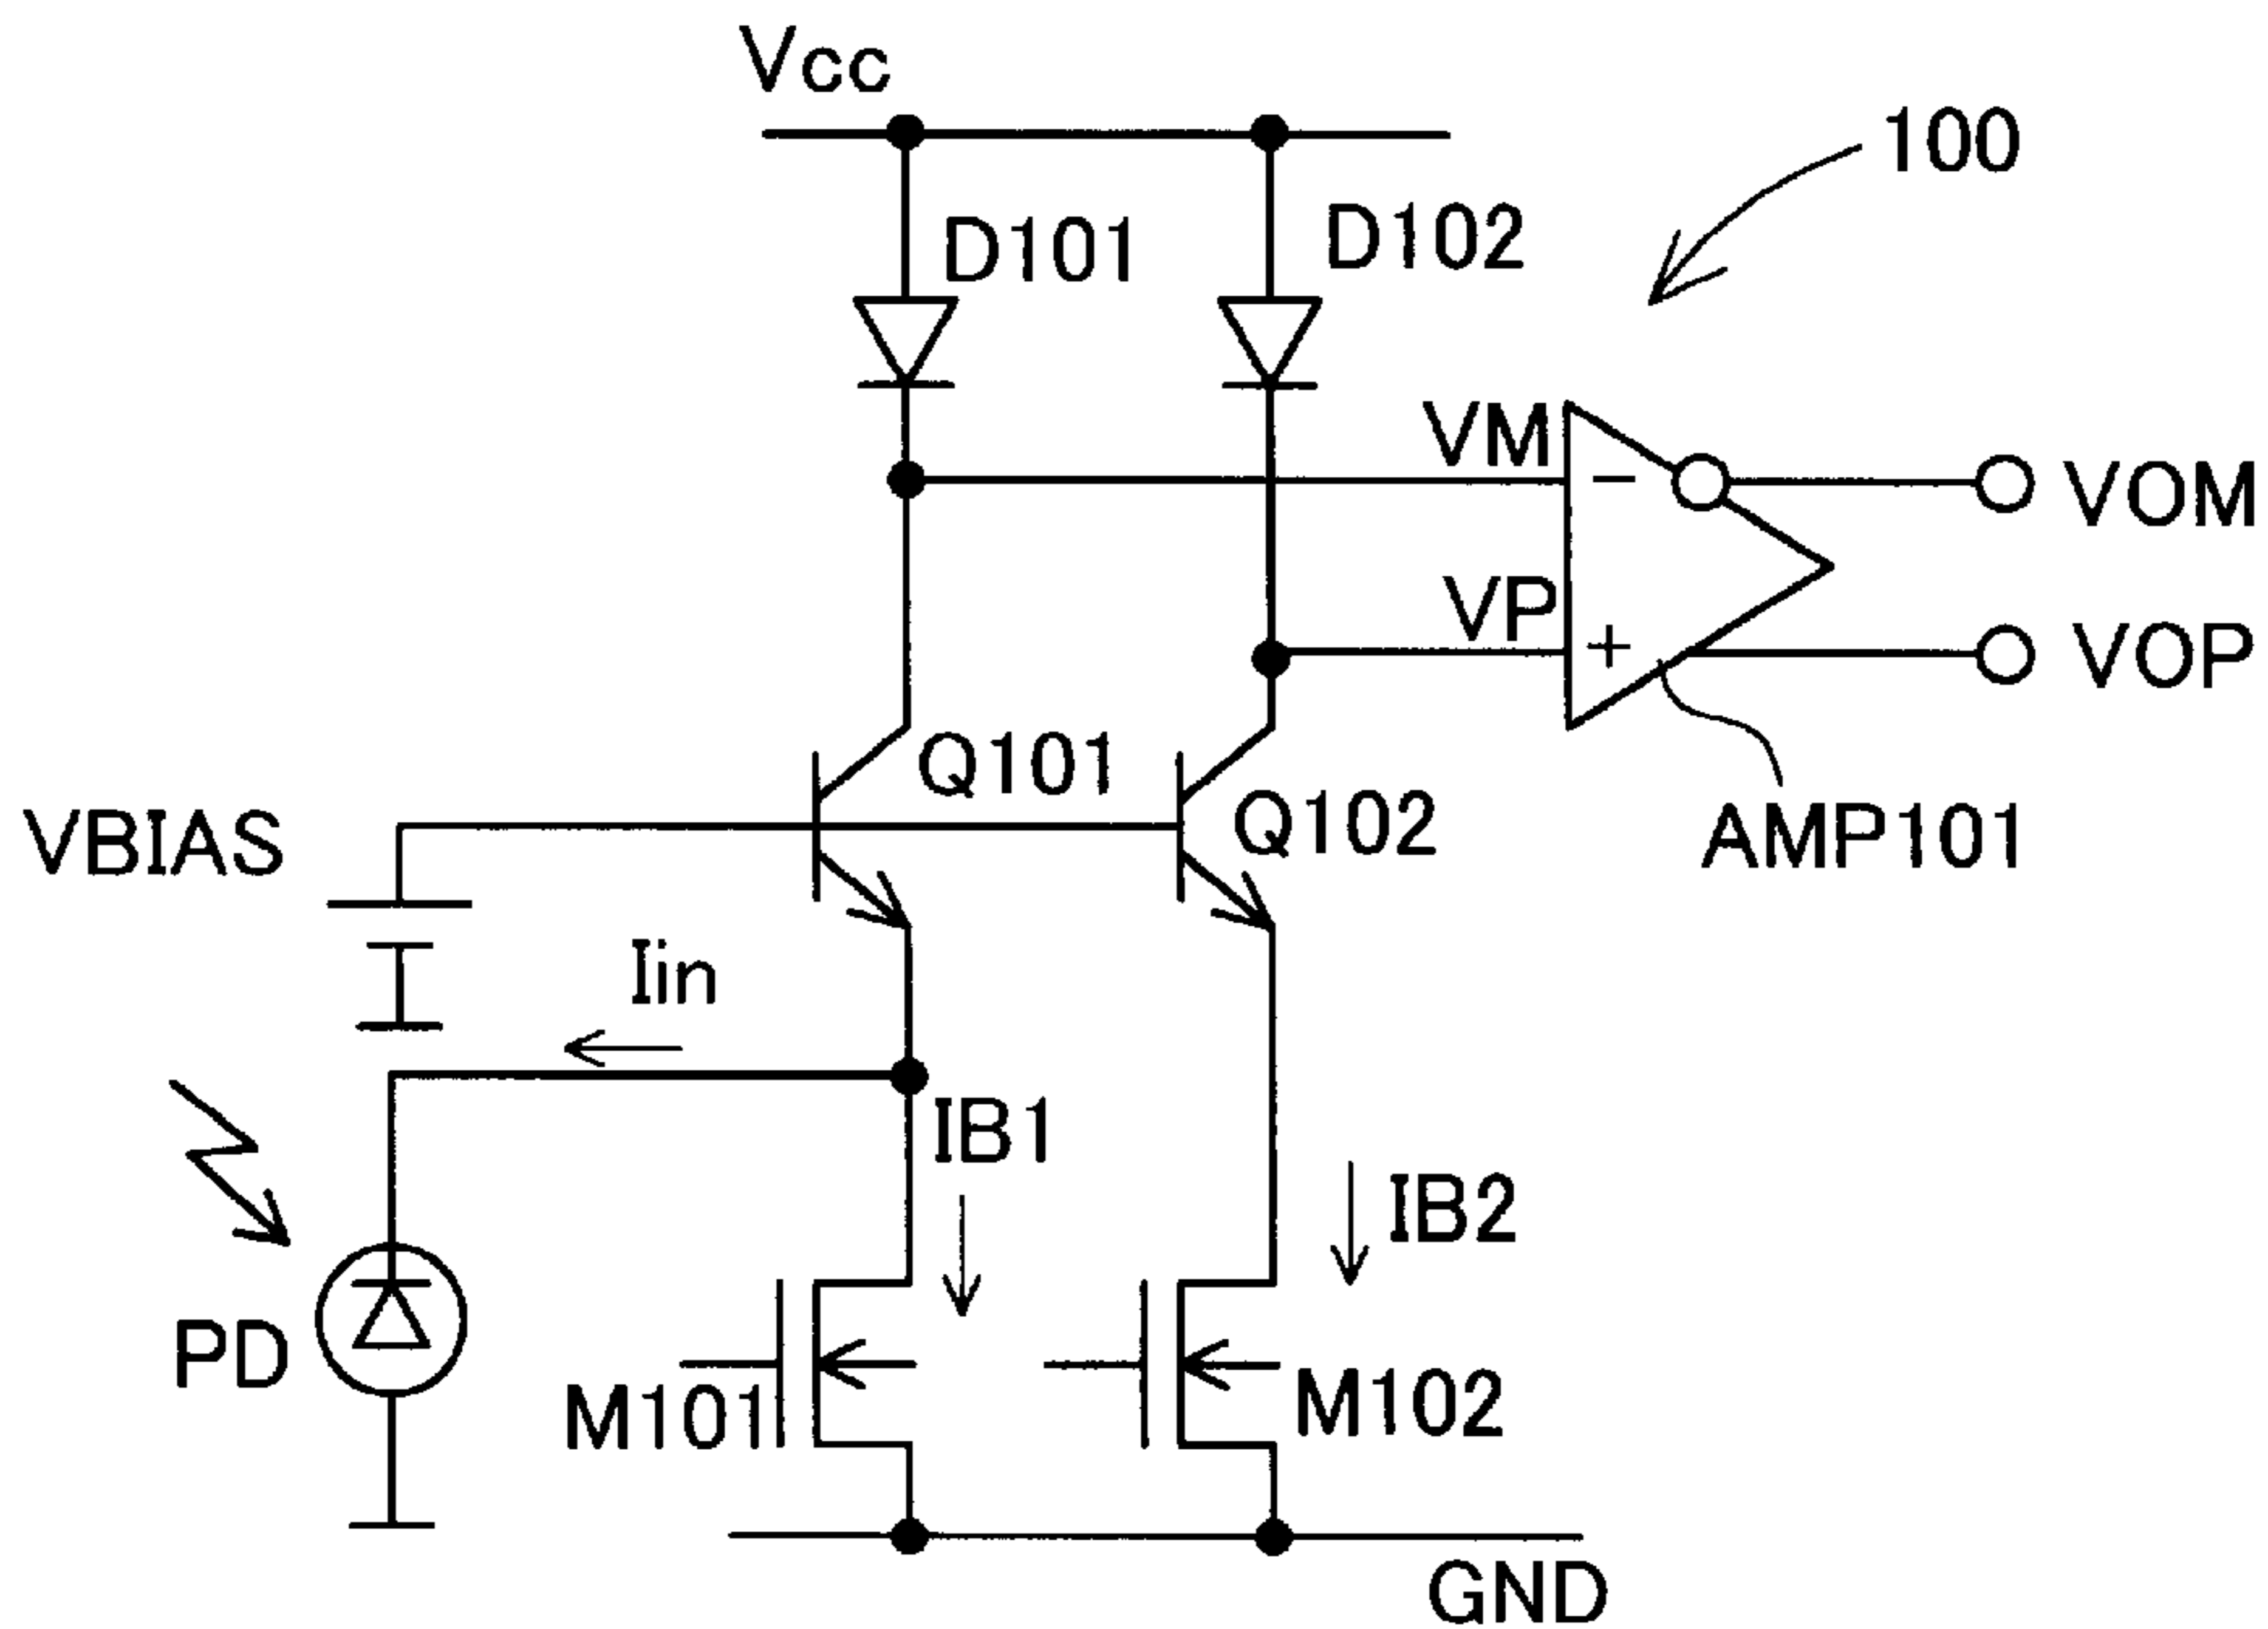 Vcc
100
D101
D102
VM
−
VOM
VP
+
VOP
Q101
Q102
VBIAS
AMP101
Iin
IB1
IB2
PD
M101
M102
GND